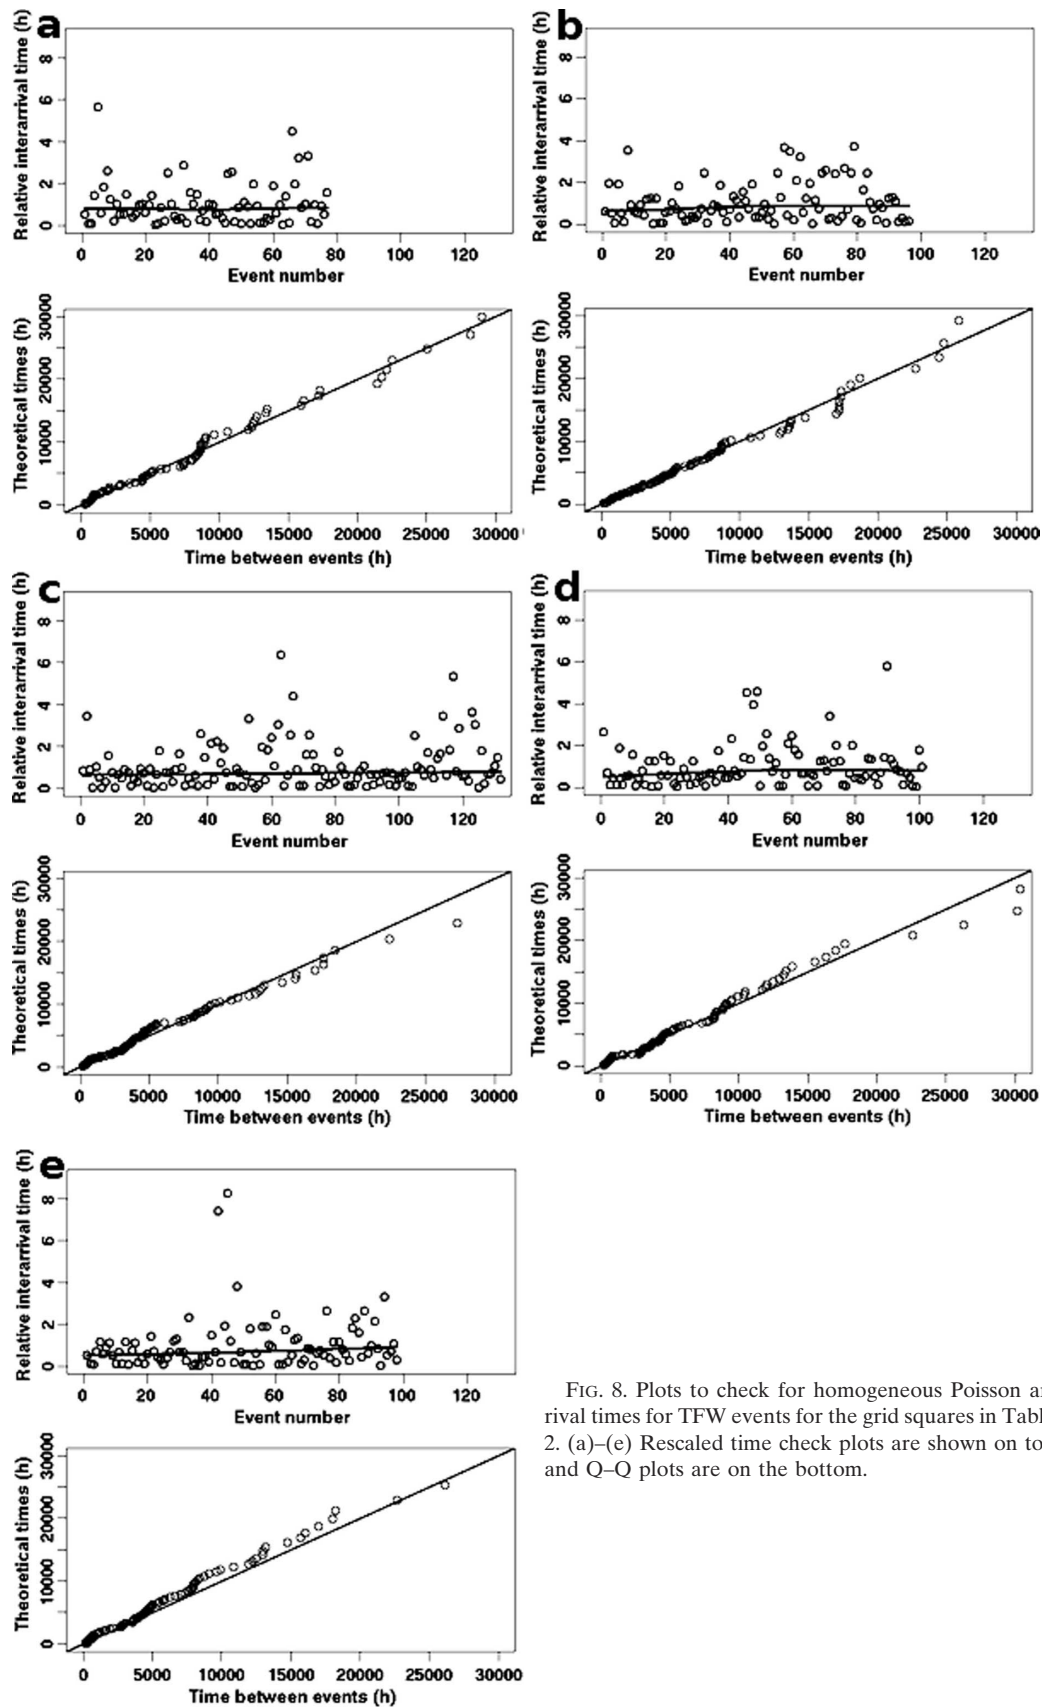 a
Relative interarrival time (h)
0 2 4 6 8
0 20 40 60 80 100 120
Event number
Theoretical times (h)
0 10000 20000 30000
0 5000 10000 15000 20000 25000 30000
Time between events (h)
b
Relative interarrival time (h)
0 2 4 6 8
0 20 40 60 80 100 120
Event number
Theoretical times (h)
0 10000 20000 30000
0 5000 10000 15000 20000 25000 30000
Time between events (h)
c
Relative interarrival time (h)
0 2 4 6 8
0 20 40 60 80 100 120
Event number
Theoretical times (h)
0 10000 20000 30000
0 5000 10000 15000 20000 25000 30000
Time between events (h)
d
Relative interarrival time (h)
0 2 4 6 8
0 20 40 60 80 100 120
Event number
Theoretical times (h)
0 10000 20000 30000
0 5000 10000 15000 20000 25000 30000
Time between events (h)
e
Relative interarrival time (h)
0 2 4 6 8
0 20 40 60 80 100 120
Event number
Theoretical times (h)
0 10000 20000 30000
0 5000 10000 15000 20000 25000 30000
Time between events (h)
FIG. 8. Plots to check for homogeneous Poisson ar
rival times for TFW events for the grid squares in Tabl
2. (a)–(e) Rescaled time check plots are shown on to
and Q–Q plots are on the bottom.